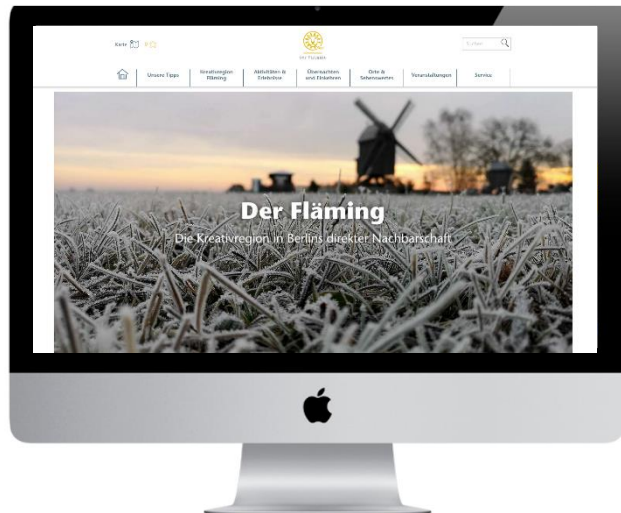 Karte
Unsere Tipps
Kreativregion
Fläming
Aktivitäten &
Erlebnisse
Übernachten
und Einkehren
Orte &
Sehenswertes
Veranstaltungen
Service
Der Fläming
Die Kreativregion in Berlins direkter Nachbarschaft